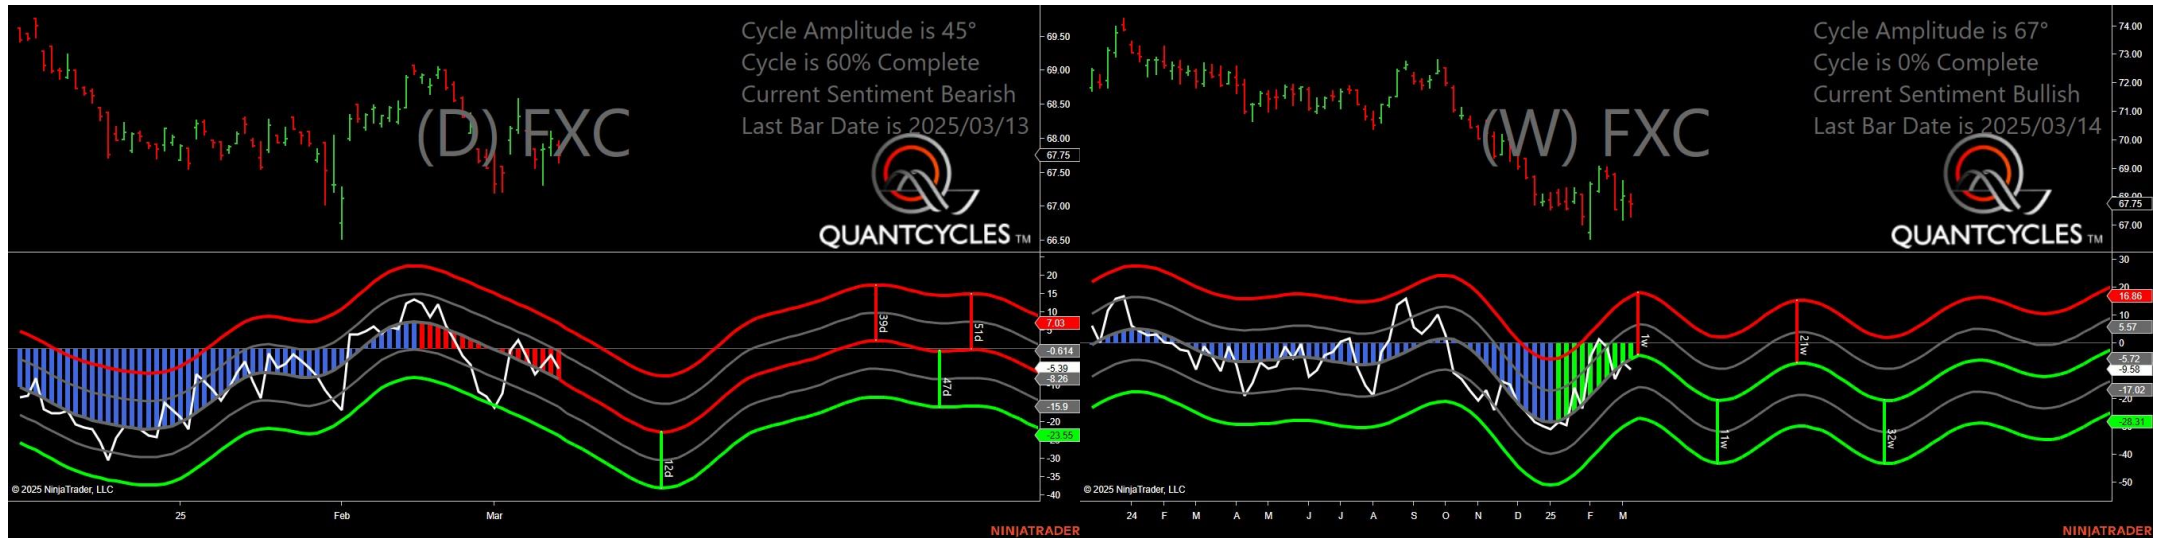 Cycle Amplitude is 45°
Cycle is 60% Complete
Current Sentiment Bearish
Last Bar Date is 2025/03/13
(D) FXC
QUANTCYCLES TM
69.50
69.00
68.50
68.00
67.75
67.50
67.00
66.50
20
15
10
7.03
-0.614
-5.39
-8.26
-15.9
-20
-23.55
-30
-35
-40
39d
51d
47d
12d
© 2025 NinjaTrader, LLC
25 Feb Mar
NINJATRADER
Cycle Amplitude is 67°
Cycle is 0% Complete
Current Sentiment Bullish
Last Bar Date is 2025/03/14
(W) FXC
QUANTCYCLES TM
74.00
73.00
72.00
71.00
70.00
69.00
68.00
67.75
67.00
30
20
16.86
5.57
0
-5.72
-9.58
-17.02
-20
-28.31
-40
-50
1w
21w
11w
32w
© 2025 NinjaTrader, LLC
24 F M A M J J A S O N D 25 F M
NINJATRADER